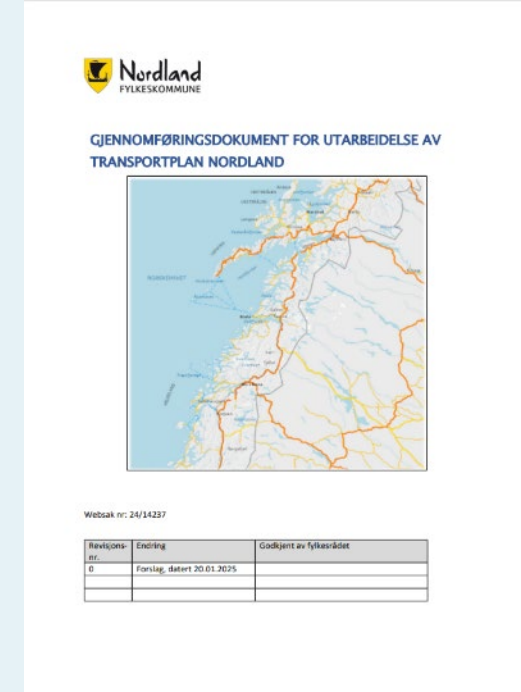 Nordland
FYLKESKOMMUNE
GJENNOMFØRINGSDOKUMENT FOR UTARBEIDELSE AV
TRANSPORTPLAN NORDLAND
NORSKEHAVET
Websak nr: 24/14237
Revisjons-nr. Endring Godkjent av fylkesrådet
0 Forslag, datert 20.01.2025